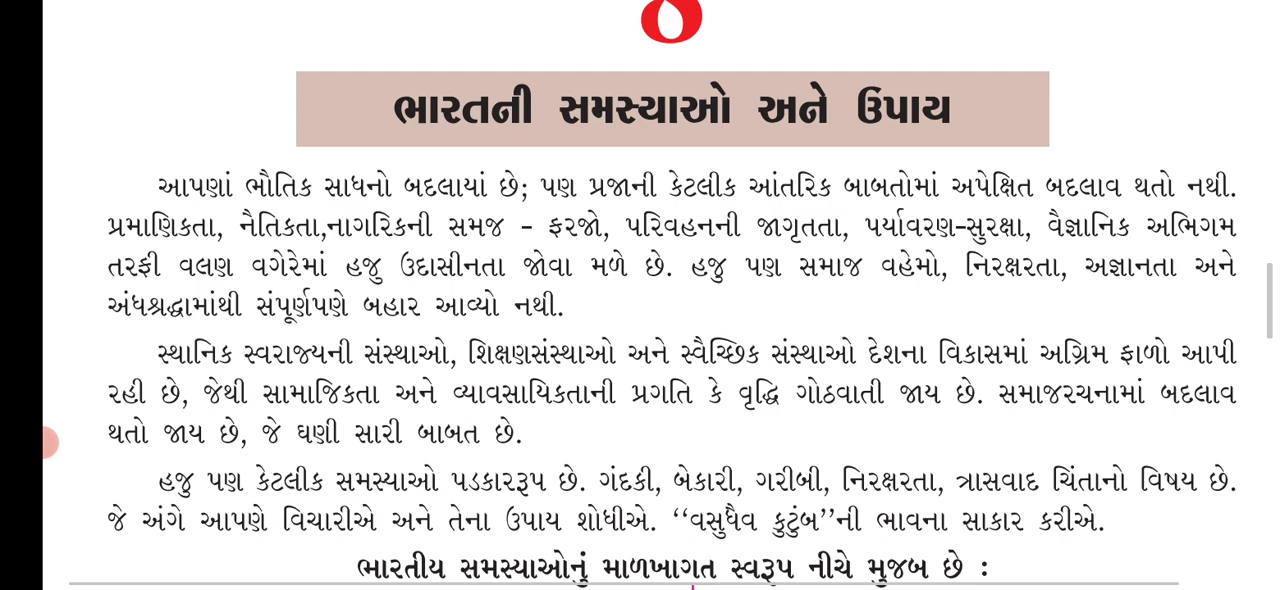 ભારતની સમસ્યાઓ અને ઉપાય
આપણાં ભૌતિક સાધનો બદલાયાં છે; પણ પ્રજાની કેટલીક આંતરિક બાબતોમાં અપેક્ષિત બદલાવ થતો નથી.
પ્રમાણિકતા, નૈતિકતા,નાગરિકની સમજ - ફરજો, પરિવહનની જાગૃતતા, પર્યાવરણ-સુરક્ષા, વૈજ્ઞાનિક અભિગમ
તરફી વલણ વગેરેમાં હજુ ઉદાસીનતા જોવા મળે છે. હજુ પણ સમાજ વહેમો, નિરક્ષરતા, અજ્ઞાનતા અને
અંધશ્રદ્ધામાંથી સંપૂર્ણપણે બહાર આવ્યો નથી.
સ્થાનિક સ્વરાજ્યની સંસ્થાઓ, શિક્ષણસંસ્થાઓ અને સ્વૈચ્છિક સંસ્થાઓ દેશના વિકાસમાં અગ્રિમ ફાળો આપી
રહી છે, જેથી સામાજિકતા અને વ્યાવસાયિકતાની પ્રગતિ કે વૃદ્ધિ ગોઠવાતી જાય છે. સમાજરચનામાં બદલાવ
થતો જાય છે, જે ઘણી સારી બાબત છે.
હજુ પણ કેટલીક સમસ્યાઓ પડકારરૂપ છે. ગંદકી, બેકારી, ગરીબી, નિરક્ષરતા, ત્રાસવાદ ચિંતાનો વિષય છે.
જે અંગે આપણે વિચારીએ અને તેના ઉપાય શોધીએ. ‘‘વસુધૈવ કુટુંબ’’ની ભાવના સાકાર કરીએ.
ભારતીય સમસ્યાઓનું માળખાગત સ્વરૂપ નીચે મુજબ છે :